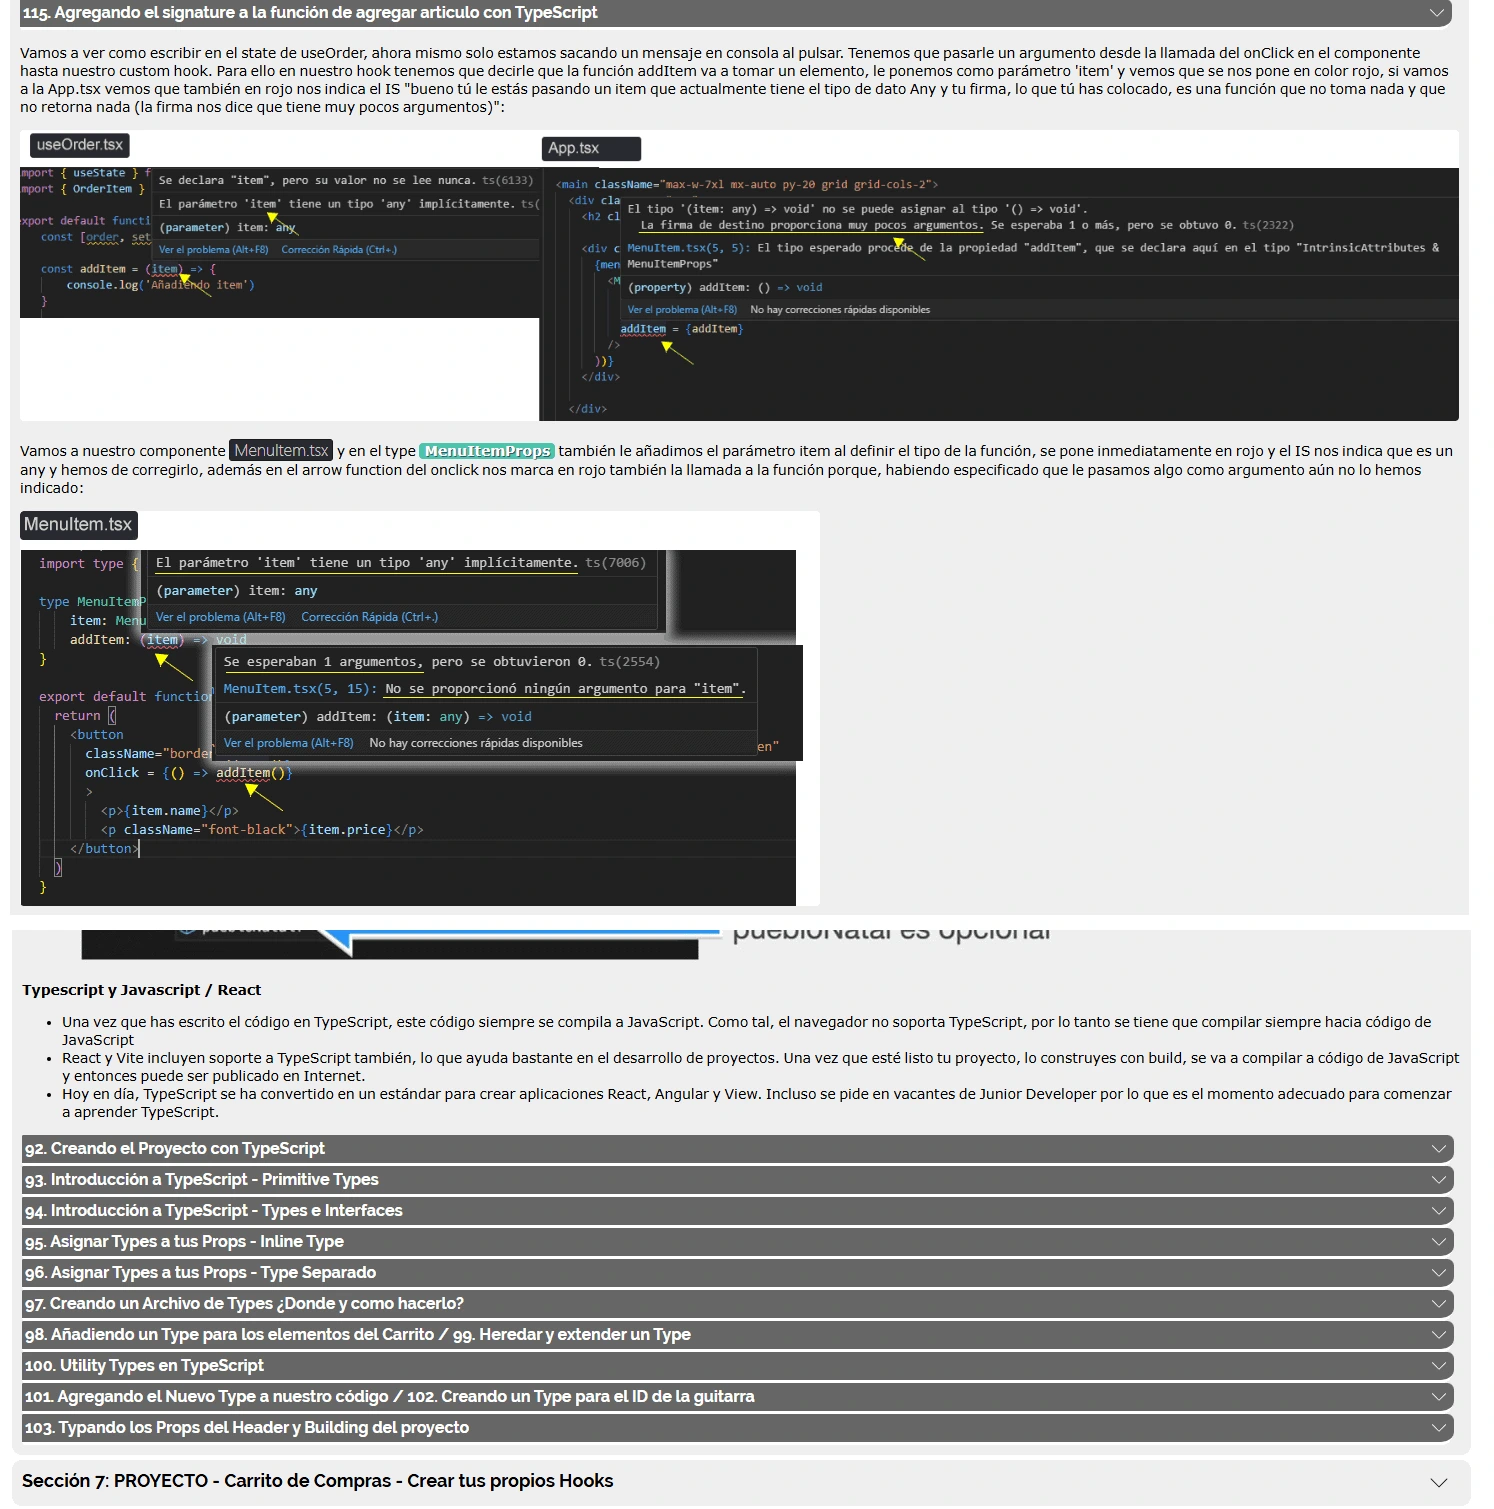 115. Agregando el signature a la función de agregar articulo con TypeScript
Vamos a ver como escribir en el state de useOrder, ahora mismo solo estamos sacando un mensaje en consola al pulsar. Tenemos que pasarle un argumento desde la llamada del onClick en el componente
hasta nuestro custom hook. Para ello en nuestro hook tenemos que decirle que la función addItem va a tomar un elemento, le ponemos como parámetro 'item' y vemos que se nos pone en color rojo, si vamos
a la App.tsx vemos que también en rojo nos indica el IS "bueno tú le estás pasando un item que actualmente tiene el tipo de dato Any y tu firma, lo que tú has colocado, es una función que no toma nada y que
no retorna nada (la firma nos dice que tiene muy pocos argumentos)":
useOrder.tsx
mport { useState } f
mport { OrderItem }
xport default functi
const [order, set
const addItem = (item) => {
console.log('Añadiendo item')
}
Se declara "item", pero su valor no se lee nunca. ts(6133)
El parámetro 'item' tiene un tipo 'any' implícitamente. ts(
(parameter) item: any
Ver el problema (Alt+F8) Corrección Rápida (Ctrl+.)
App.tsx
<main className="max-w-7xl mx-auto py-20 grid grid-cols-2">
<div cla
<h2 cl
<div c
{men
<M
El tipo '(item: any) => void' no se puede asignar al tipo '() => void'.
La firma de destino proporciona muy pocos argumentos. Se esperaba 1 o más, pero se obtuvo 0. ts(2322)
MenuItem.tsx(5, 5): El tipo esperado procede de la propiedad "addItem", que se declara aquí en el tipo "IntrinsicAttributes &
MenuItemProps"
(property) addItem: () => void
Ver el problema (Alt+F8) No hay correcciones rápidas disponibles
addItem = {addItem}
/>
))}
</div>
</div>
Vamos a nuestro componente MenuItem.tsx y en el type MenuItemProps también le añadimos el parámetro item al definir el tipo de la función, se pone inmediatamente en rojo y el IS nos indica que es un
any y hemos de corregirlo, además en el arrow function del onclick nos marca en rojo también la llamada a la función porque, habiendo especificado que le pasamos algo como argumento aún no lo hemos
indicado:
MenuItem.tsx
import type {
El parámetro 'item' tiene un tipo 'any' implícitamente. ts(7006)
(parameter) item: any
Ver el problema (Alt+F8) Corrección Rápida (Ctrl+.)
type MenuItemP
item: Menu
addItem: (item) => void
}
Se esperaban 1 argumentos, pero se obtuvieron 0. ts(2554)
MenuItem.tsx(5, 15): No se proporcionó ningún argumento para "item".
(parameter) addItem: (item: any) => void
Ver el problema (Alt+F8) No hay correcciones rápidas disponibles
export default function
return (
<button
className="border
en"
onClick = {() => addItem()}
>
<p>{item.name}</p>
<p className="font-black">{item.price}</p>
</button>
)
}
puebloNatal es opcional
Typescript y Javascript / React
• Una vez que has escrito el código en TypeScript, este código siempre se compila a JavaScript. Como tal, el navegador no soporta TypeScript, por lo tanto se tiene que compilar siempre hacia código de
JavaScript
• React y Vite incluyen soporte a TypeScript también, lo que ayuda bastante en el desarrollo de proyectos. Una vez que esté listo tu proyecto, lo construyes con build, se va a compilar a código de JavaScript
y entonces puede ser publicado en Internet.
• Hoy en día, TypeScript se ha convertido en un estándar para crear aplicaciones React, Angular y View. Incluso se pide en vacantes de Junior Developer por lo que es el momento adecuado para comenzar
a aprender TypeScript.
92. Creando el Proyecto con TypeScript
93. Introducción a TypeScript - Primitive Types
94. Introducción a TypeScript - Types e Interfaces
95. Asignar Types a tus Props - Inline Type
96. Asignar Types a tus Props - Type Separado
97. Creando un Archivo de Types ¿Donde y como hacerlo?
98. Añadiendo un Type para los elementos del Carrito / 99. Heredar y extender un Type
100. Utility Types en TypeScript
101. Agregando el Nuevo Type a nuestro código / 102. Creando un Type para el ID de la guitarra
103. Typando los Props del Header y Building del proyecto
Sección 7: PROYECTO - Carrito de Compras - Crear tus propios Hooks